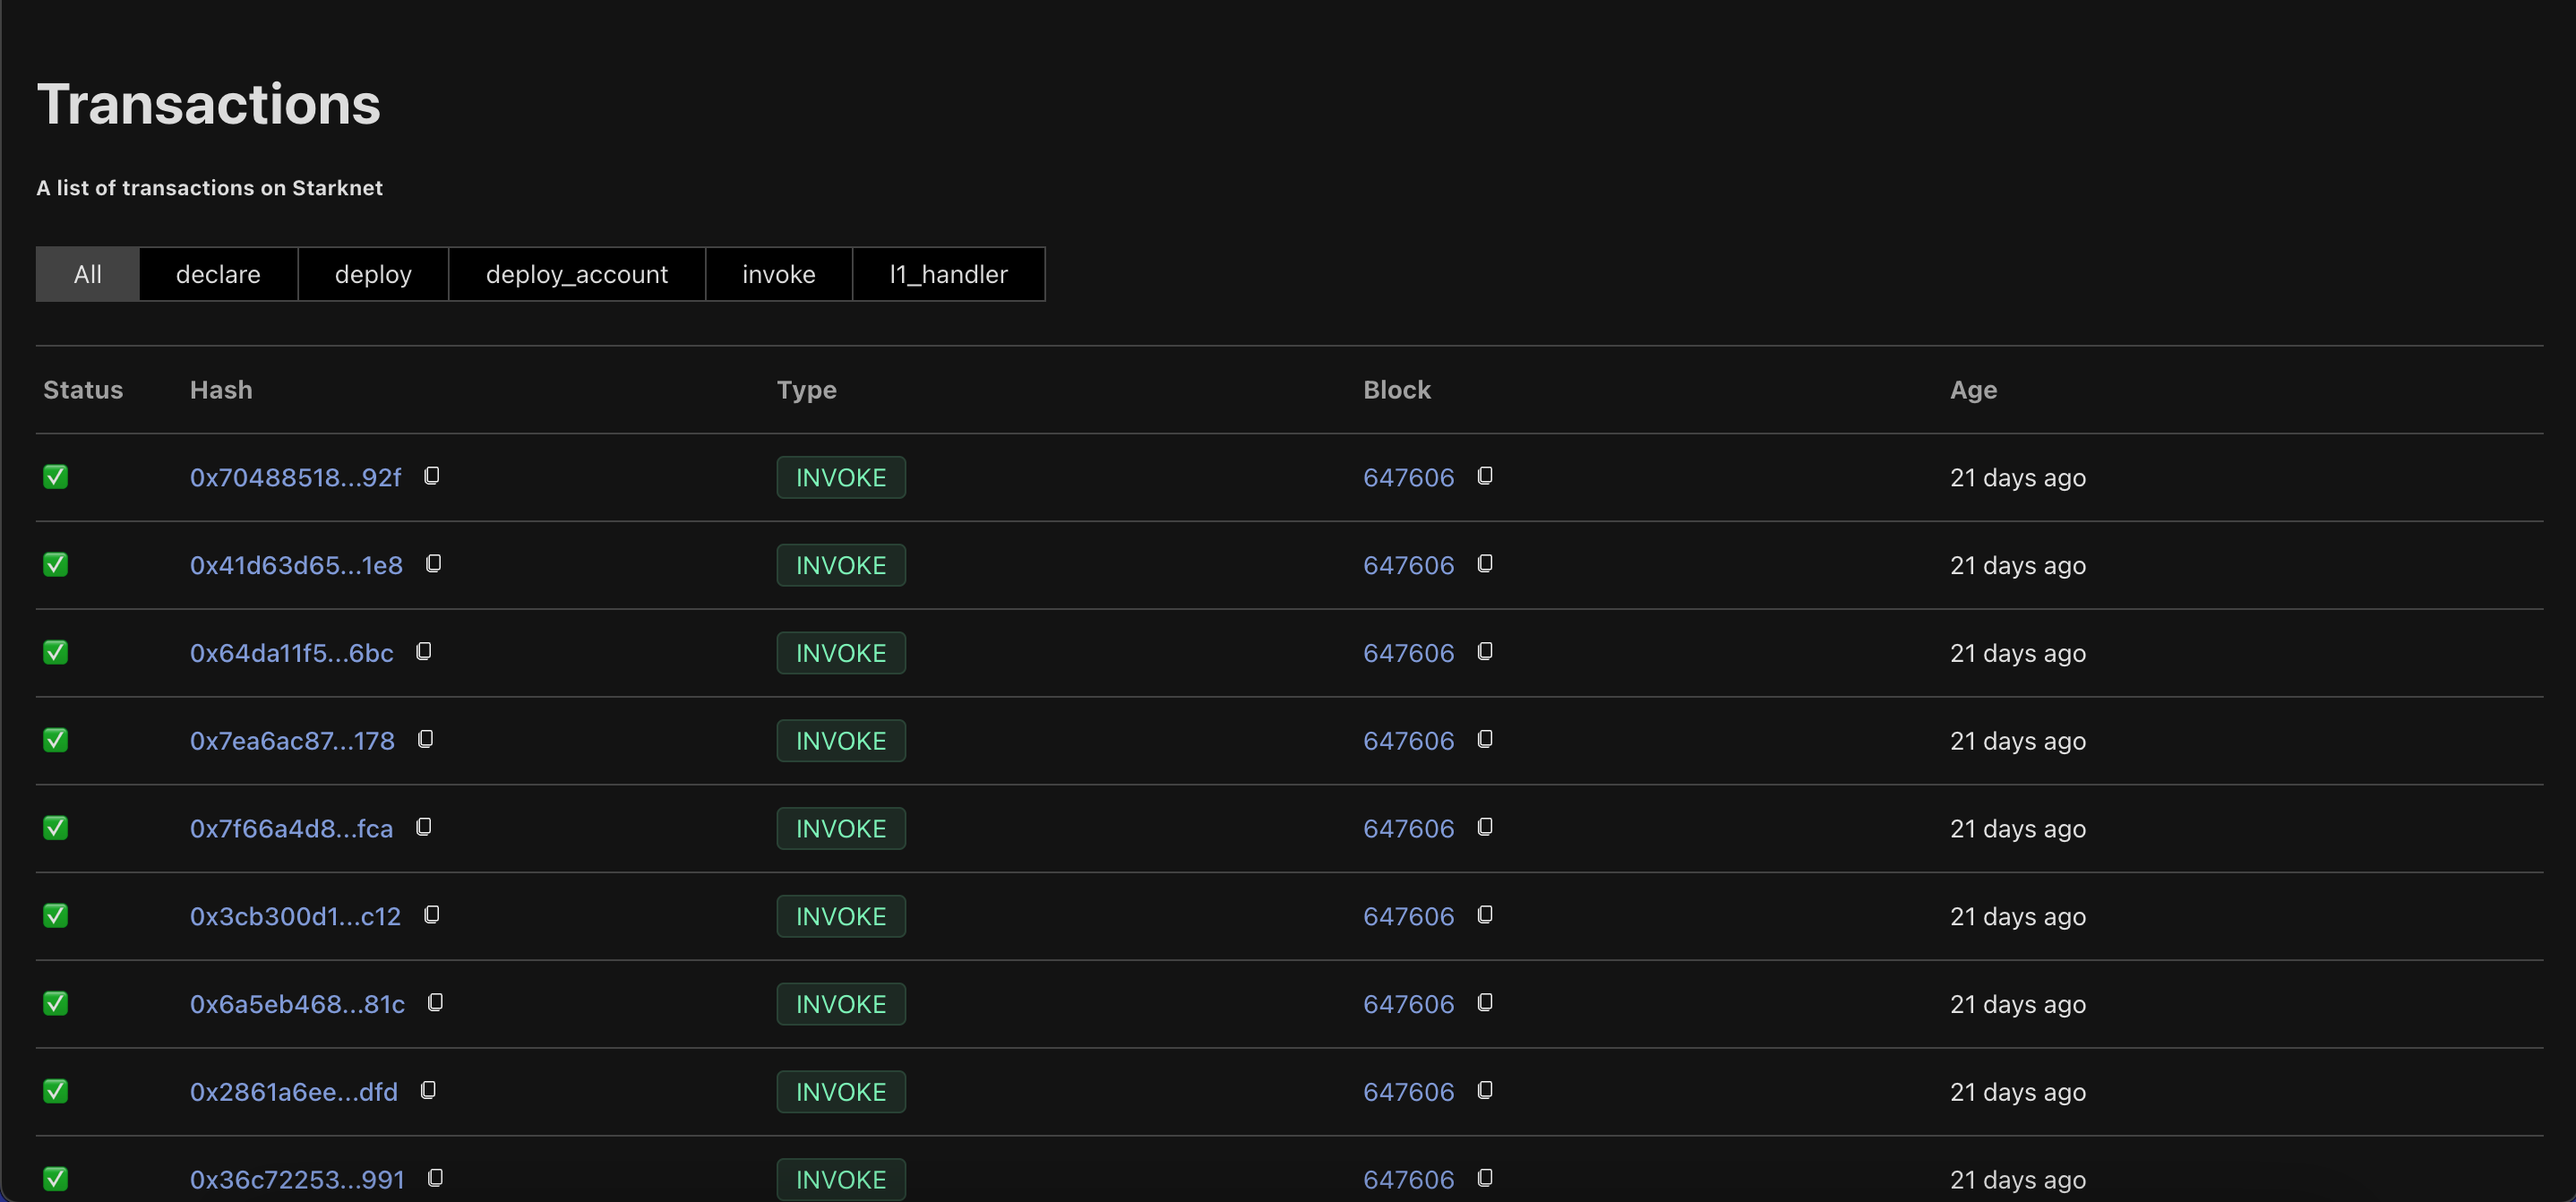 Transactions
A list of transactions on Starknet
All declare deploy deploy_account invoke l1_handler
Status Hash Type Block Age
0x70488518...92f INVOKE 647606 21 days ago
0x41d63d65...1e8 INVOKE 647606 21 days ago
0x64da11f5...6bc INVOKE 647606 21 days ago
0x7ea6ac87...178 INVOKE 647606 21 days ago
0x7f66a4d8...fca INVOKE 647606 21 days ago
0x3cb300d1...c12 INVOKE 647606 21 days ago
0x6a5eb468...81c INVOKE 647606 21 days ago
0x2861a6ee...dfd INVOKE 647606 21 days ago
0x36c72253...991 INVOKE 647606 21 days ago